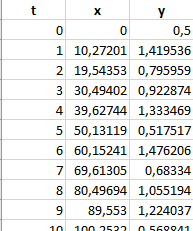 t x y
0 0 0,5
1 10,27201 1,419536
2 19,54353 0,795959
3 30,49402 0,922874
4 39,62744 1,333469
5 50,13119 0,517517
6 60,15241 1,476206
7 69,61305 0,68334
8 80,49694 1,055194
9 89,553 1,224037
10 100,2532 0,568841